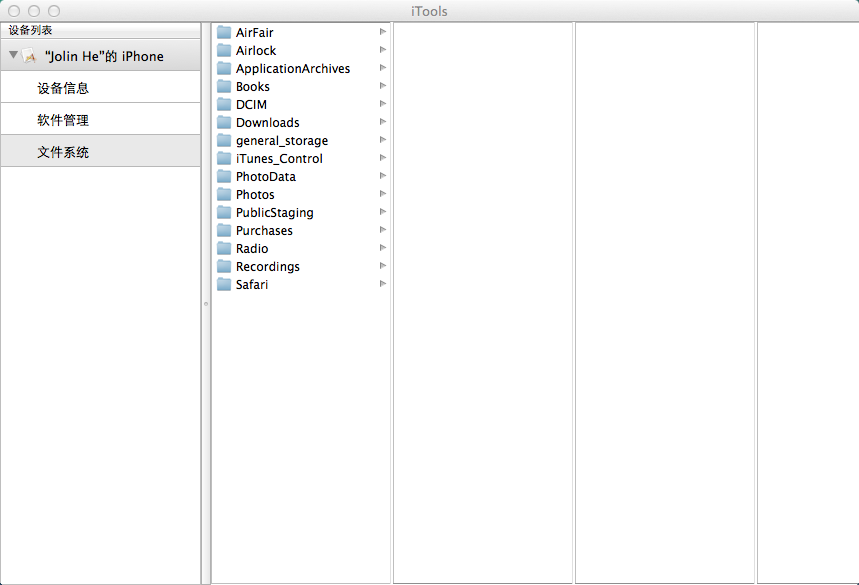 iTools
设备列表
“Jolin He”的 iPhone
设备信息
软件管理
文件系统
AirFair
Airlock
ApplicationArchives
Books
DCIM
Downloads
general_storage
iTunes_Control
PhotoData
Photos
PublicStaging
Purchases
Radio
Recordings
Safari